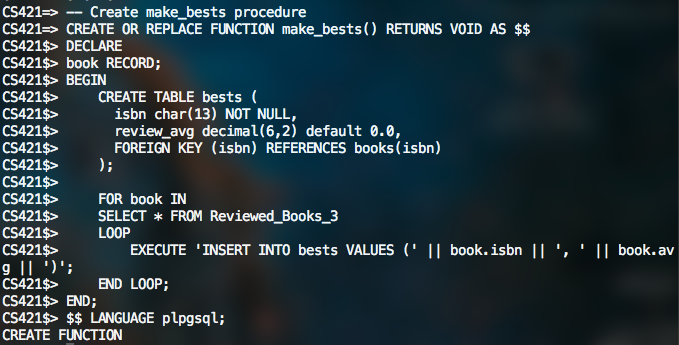 CS421=> -- Create make_bests procedure
CS421=> CREATE OR REPLACE FUNCTION make_bests() RETURNS VOID AS $$
CS421$> DECLARE
CS421$> book RECORD;
CS421$> BEGIN
CS421$>     CREATE TABLE bests (
CS421$>       isbn char(13) NOT NULL,
CS421$>       review_avg decimal(6,2) default 0.0,
CS421$>       FOREIGN KEY (isbn) REFERENCES books(isbn)
CS421$>     );
CS421$>
CS421$>     FOR book IN
CS421$>     SELECT * FROM Reviewed_Books_3
CS421$>     LOOP
CS421$>         EXECUTE 'INSERT INTO bests VALUES (' || book.isbn || ', ' || book.av
g || ')';
CS421$>     END LOOP;
CS421$> END;
CS421$> $$ LANGUAGE plpgsql;
CREATE FUNCTION